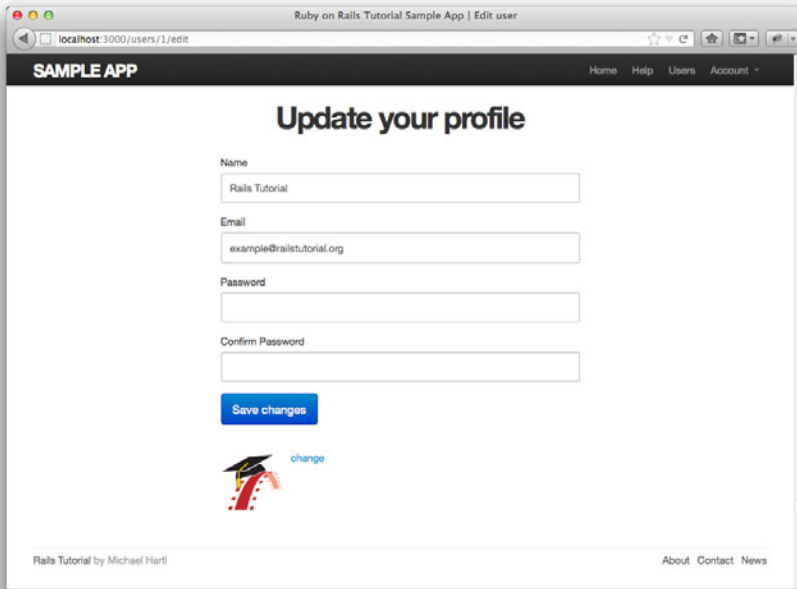 Ruby on Rails Tutorial Sample App | Edit user
localhost:3000/users/1/edit
SAMPLE APP
Home Help Users Account
Update your profile
Name
Rails Tutorial
Email
example@railstutorial.org
Password
Confirm Password
Save changes
change
Rails Tutorial by Michael Hartl
About Contact News